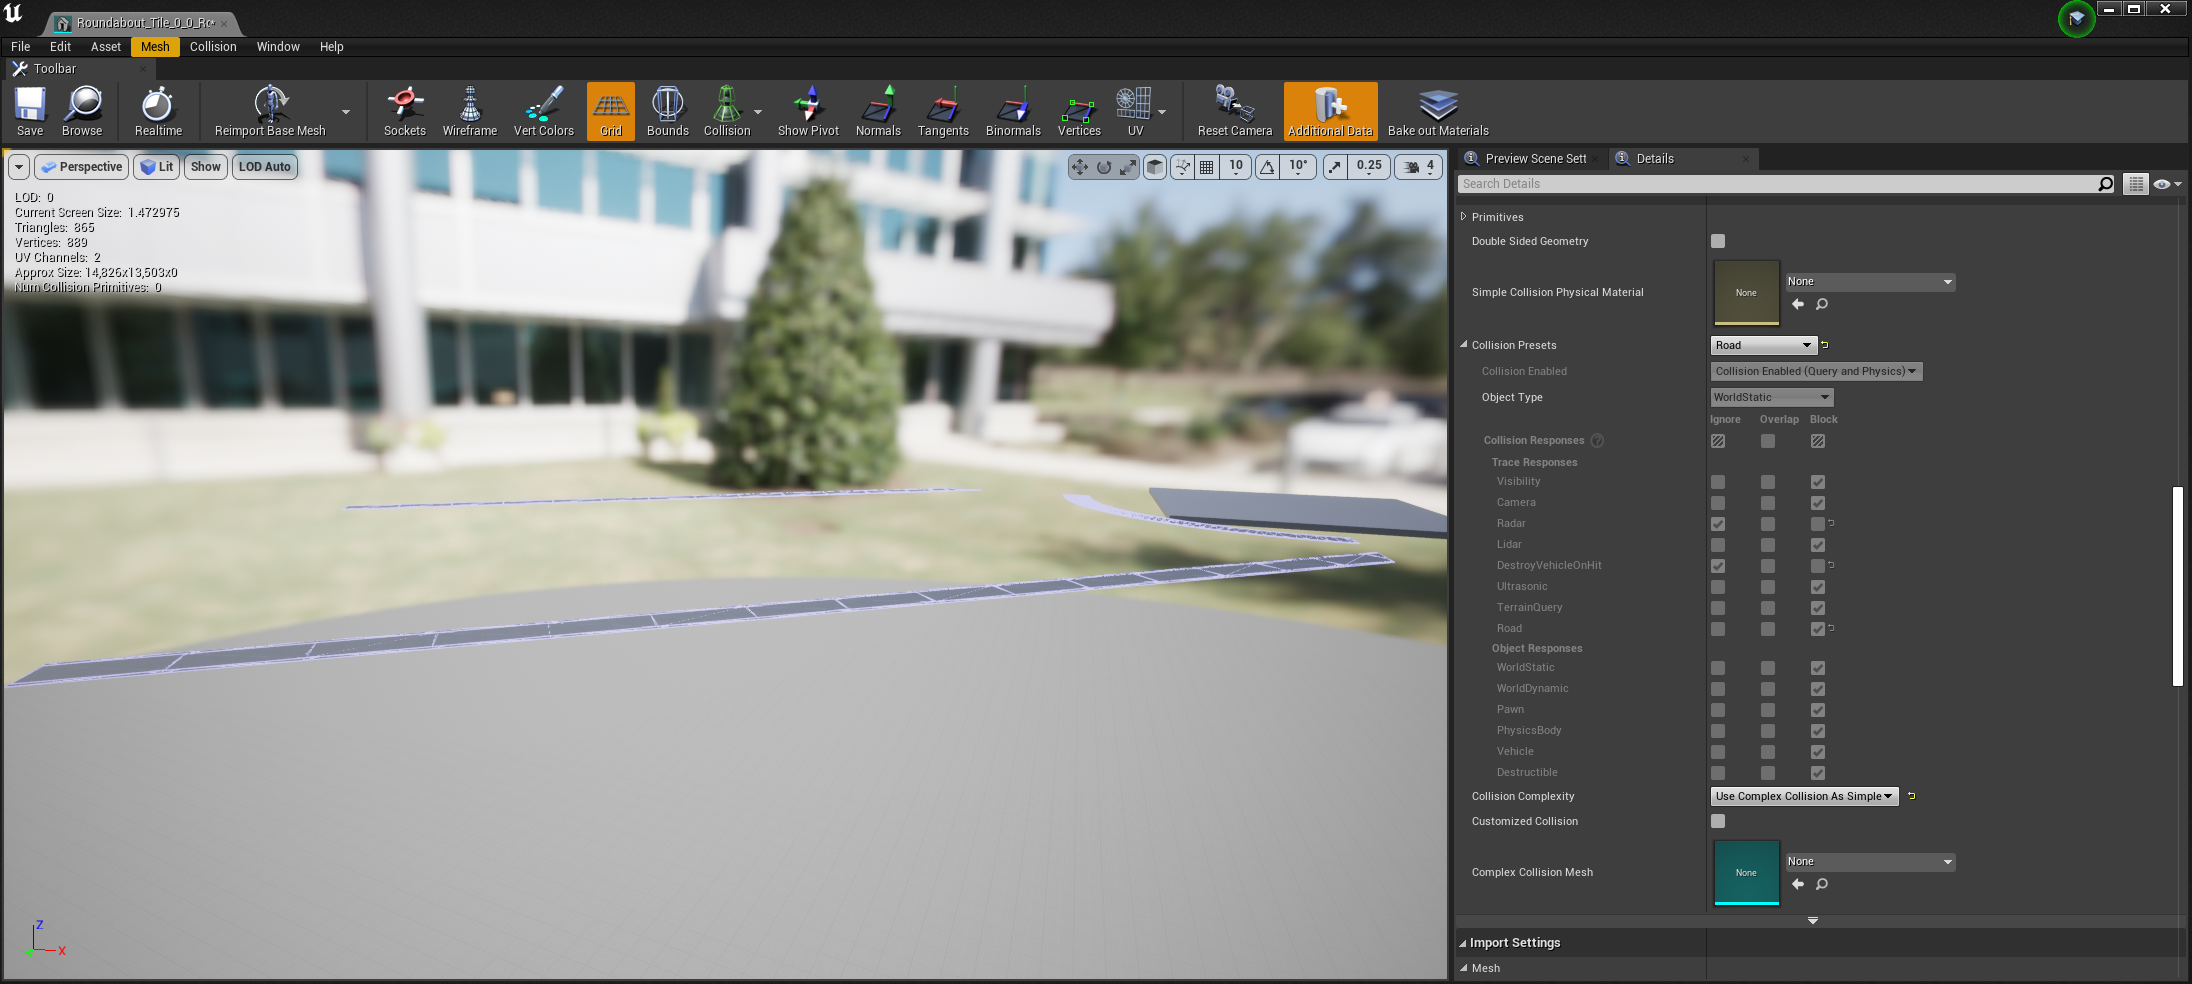 Roundabout_Tile_0_0_Ro*
File Edit Asset Mesh Collision Window Help
Toolbar
Save Browse Realtime Reimport Base Mesh Sockets Wireframe Vert Colors Grid Bounds Collision Show Pivot Normals Tangents Binormals Vertices UV Reset Camera Additional Data Bake out Materials
Perspective Lit Show LOD Auto 10 10° 0.25 4
LOD: 0
Current Screen Size: 1.472975
Triangles: 865
Vertices: 889
UV Channels: 2
Approx Size: 14,826x13,503x0
Num Collision Primitives: 0
Z
X
Preview Scene Sett Details
Search Details
Primitives
Double Sided Geometry
Simple Collision Physical Material None None
Collision Presets Road
Collision Enabled Collision Enabled (Query and Physics)
Object Type WorldStatic
Ignore Overlap Block
Collision Responses ?
Trace Responses
Visibility
Camera
Radar
Lidar
DestroyVehicleOnHit
Ultrasonic
TerrainQuery
Road
Object Responses
WorldStatic
WorldDynamic
Pawn
PhysicsBody
Vehicle
Destructible
Collision Complexity Use Complex Collision As Simple
Customized Collision
Complex Collision Mesh None None
Import Settings
Mesh